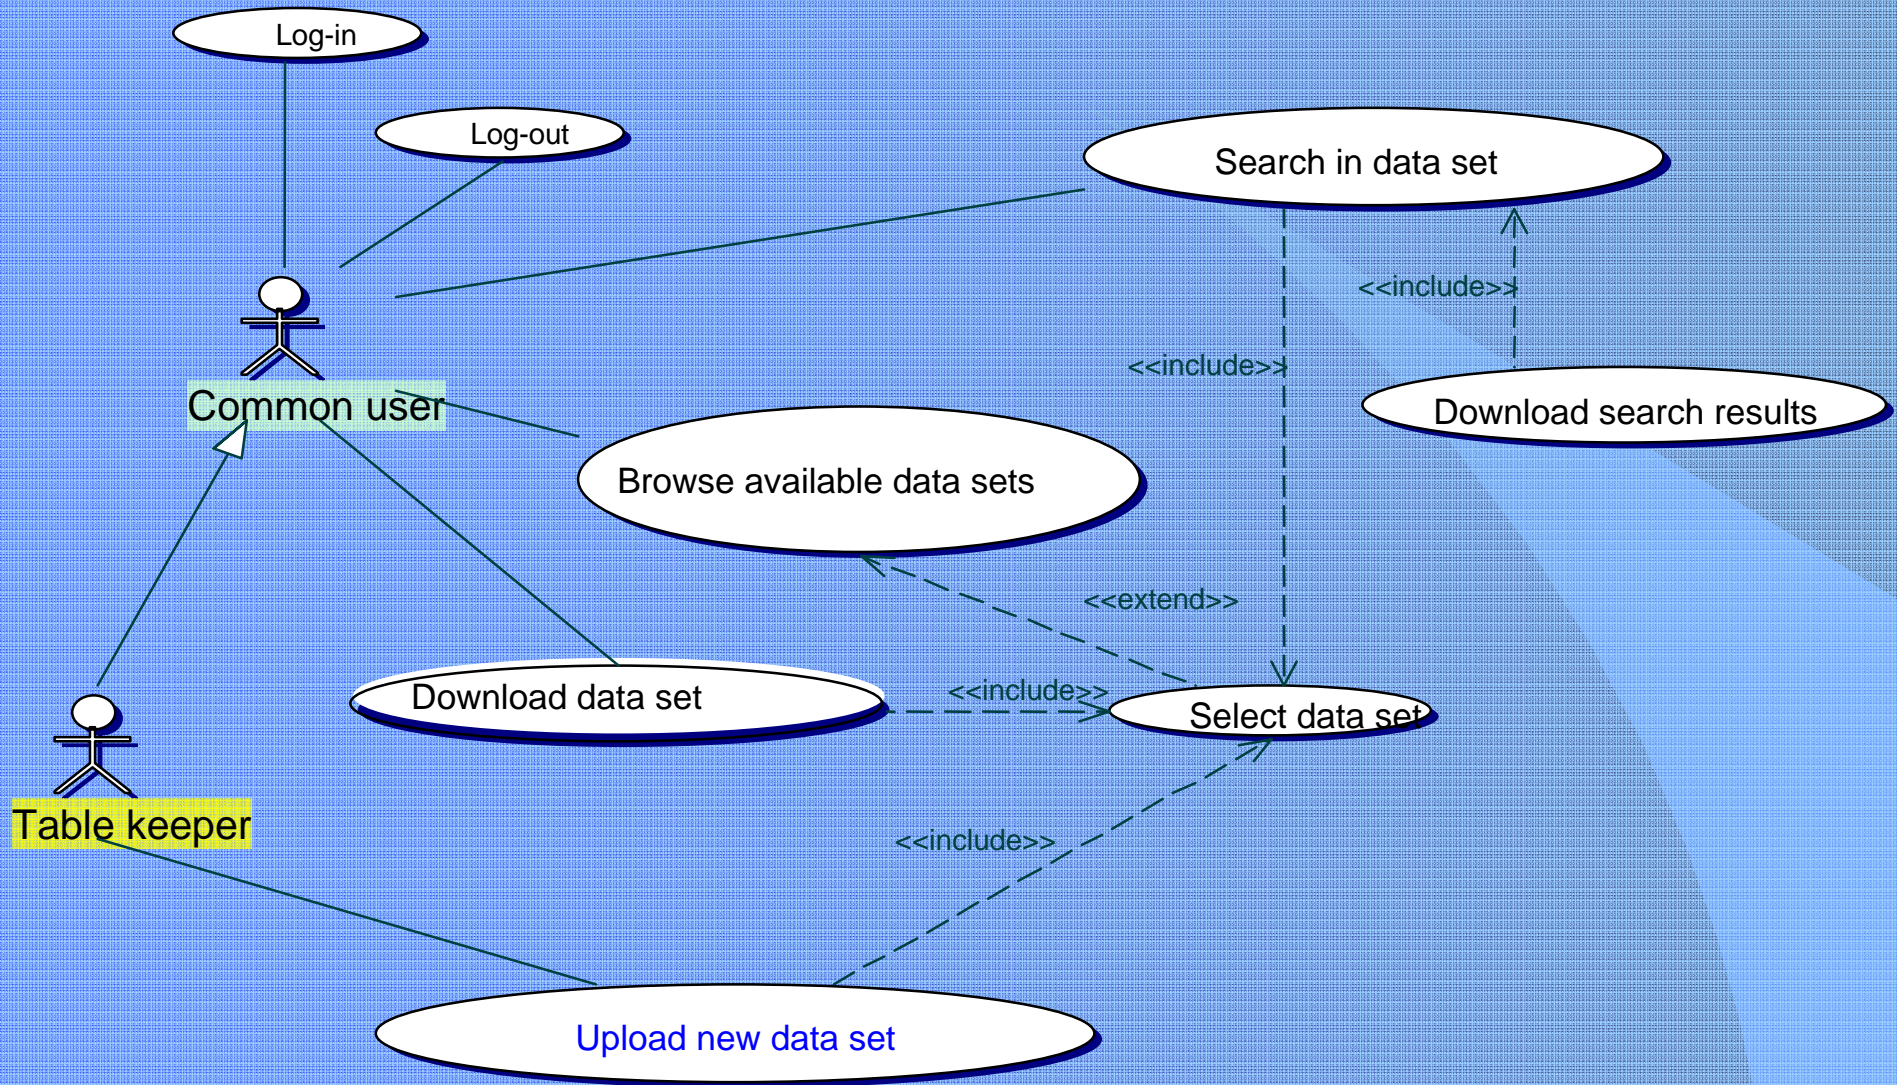 Log-in
Log-out
Search in data set
<<include>>
<<include>>
Common user
Download search results
Browse available data sets
<<extend>>
Download data set
<<include>>
Select data set
Table keeper
<<include>>
Upload new data set